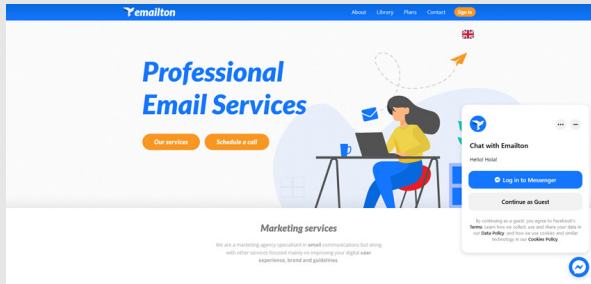 emailton
About Library Plans Contact Sign in
Professional
Email Services
Our services Schedule a call
Chat with Emailton
Hello! Hola!
Log in to Messenger
Continue as Guest
By continuing as a guest, you agree to Facebook's
Terms. Learn how we collect, use and share your data in
our Data Policy, and how we use cookies and similar
technology in our Cookies Policy.
Marketing services
We are a marketing agency specialised in email communications but along
with other services focused mainly on improving your digital user
experience, brand and guidelines.